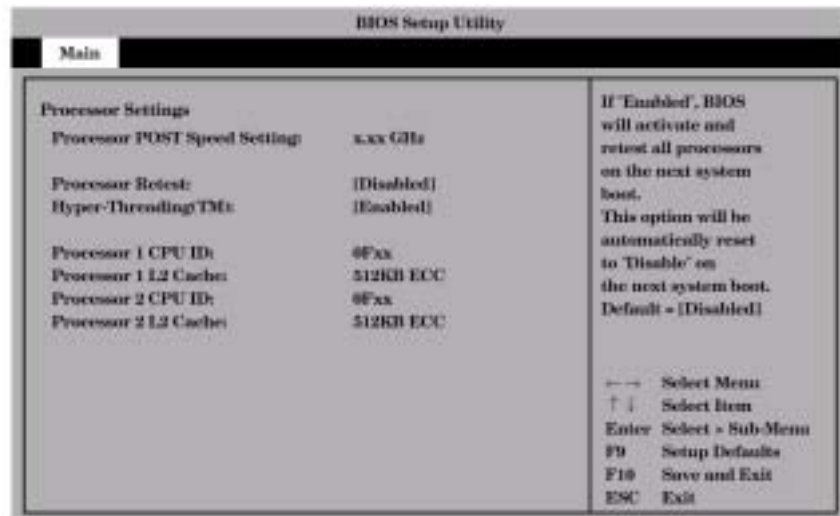 BIOS Setup Utility
Main
Processor Settings
Processor POST Speed Setting: x.xx GHz
Processor Retest: [Disabled]
Hyper-Threading(TM): [Enabled]
Processor 1 CPU ID: 0Fxx
Processor 1 L2 Cache: 512KB ECC
Processor 2 CPU ID: 0Fxx
Processor 2 L2 Cache: 512KB ECC
If "Enabled", BIOS
will activate and
retest all processors
on the next system
boot.
This option will be
automatically reset
to "Disable" on
the next system boot.
Default = [Disabled]
←→ Select Menu
↑↓ Select Item
Enter Select > Sub-Menu
F9 Setup Defaults
F10 Save and Exit
ESC Exit